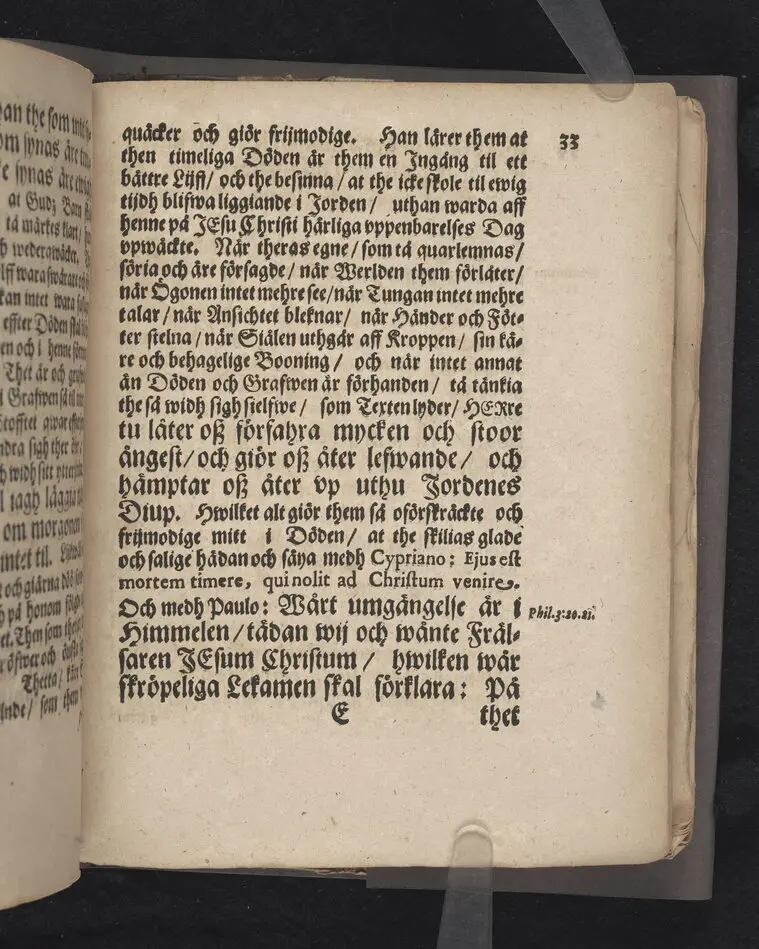 33
quäcker och giör frijmodige. Han lärer them at
then timeliga Döden är them en Ingång til ett
bättre Lijff/ och the besinna/ at the icke skole til ewig
tijdh blifwa liggiande i Jorden/ uthan warda aff
henne på JEsu Christi härliga vppenbarelses Dag
vpwäckte. När theras egne/ som tå quarlemnas/
söria och äre försagde/ när Werlden them förlåter/
när Ögonen intet mehre see/ när Tungan intet mehre
talar/ när Ansichtet bleknar/ när Händer och Föt-
ter stelna/ när Siälen uthgår aff Kroppen/ sin kä-
re och behagelige Booning/ och när intet annat
än Döden och Grafwen är förhanden/ tå tänkia
the så widh sigh sielfwe/ som Texten lyder/ HERre
tu låter oß förfahra mycken och stoor
ångest/ och giör oß åter lefwande/ och
hämptar oß åter vp uthu Jordenes
Diup. Hwilket alt giör them så oförskräckte och
frijmodige mitt i Döden/ at the skilias glade
och salige hädan och säya medh Cypriano: Ejus est
mortem timere, qui nolit ad Christum venire.
Och medh Paulo: Wårt umgängelse är i
Phil.3:20.21.
Himmelen/ tädan wij och wänte Fräl-
saren JEsum Christum/ hwilken wår
skröpeliga Lekamen skal förklara: På
E thet